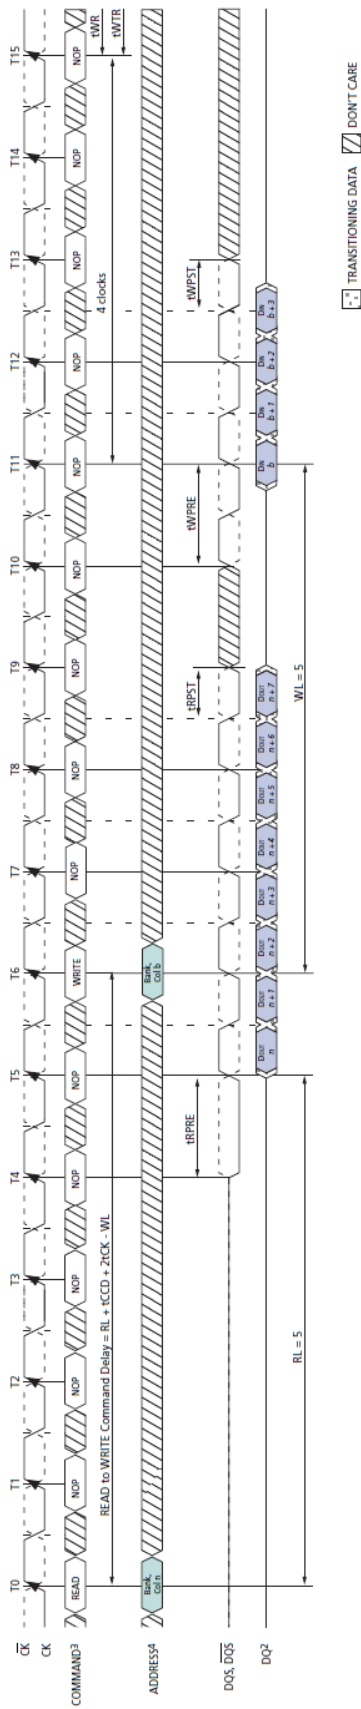 T0 T1 T2 T3 T4 T5 T6 T7 T8 T9 T10 T11 T12 T13 T14 T15
CK
CK
COMMAND3 READ NOP NOP NOP NOP NOP WRITE NOP NOP NOP NOP NOP NOP NOP NOP NOP
READ to WRITE Command Delay = RL + tCCD + 2tCK - WL
4 clocks
tWR
tWTR
ADDRESS4 Bank, Col n Bank, Col b
tRPRE tRPST tWPRE tWPST
DQS, DQS
DQ2 DOUT n DOUT n + 1 DOUT n + 2 DOUT n + 3 DOUT n + 4 DOUT n + 5 DOUT n + 6 DOUT n + 7 DIN b DIN b + 1 DIN b + 2 DIN b + 3
RL = 5 WL = 5
TRANSITIONING DATA DON'T CARE